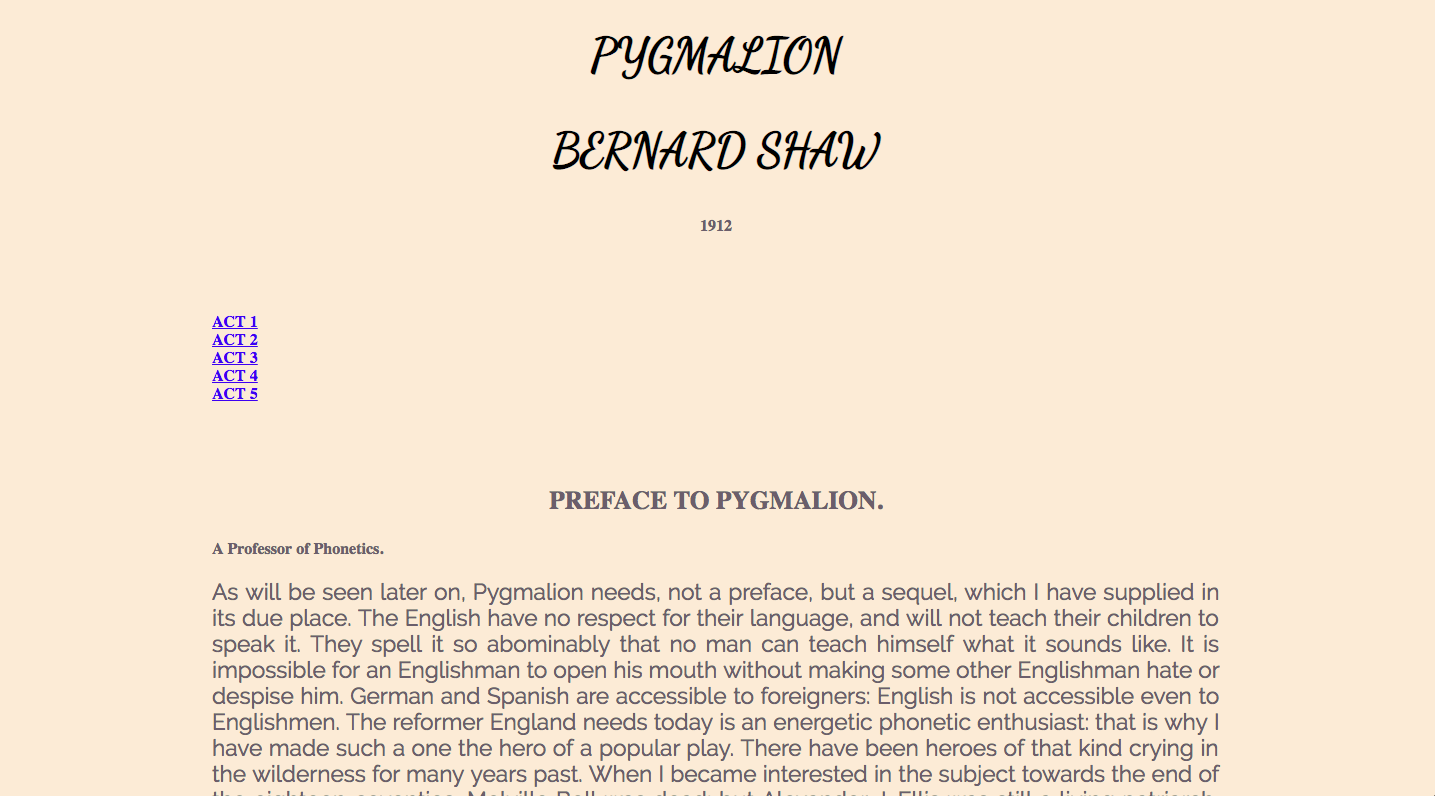 PYGMALION
BERNARD SHAW
1912
ACT 1
ACT 2
ACT 3
ACT 4
ACT 5
PREFACE TO PYGMALION.
A Professor of Phonetics.
As will be seen later on, Pygmalion needs, not a preface, but a sequel, which I have supplied in
its due place. The English have no respect for their language, and will not teach their children to
speak it. They spell it so abominably that no man can teach himself what it sounds like. It is
impossible for an Englishman to open his mouth without making some other Englishman hate or
despise him. German and Spanish are accessible to foreigners: English is not accessible even to
Englishmen. The reformer England needs today is an energetic phonetic enthusiast: that is why I
have made such a one the hero of a popular play. There have been heroes of that kind crying in
the wilderness for many years past. When I became interested in the subject towards the end of